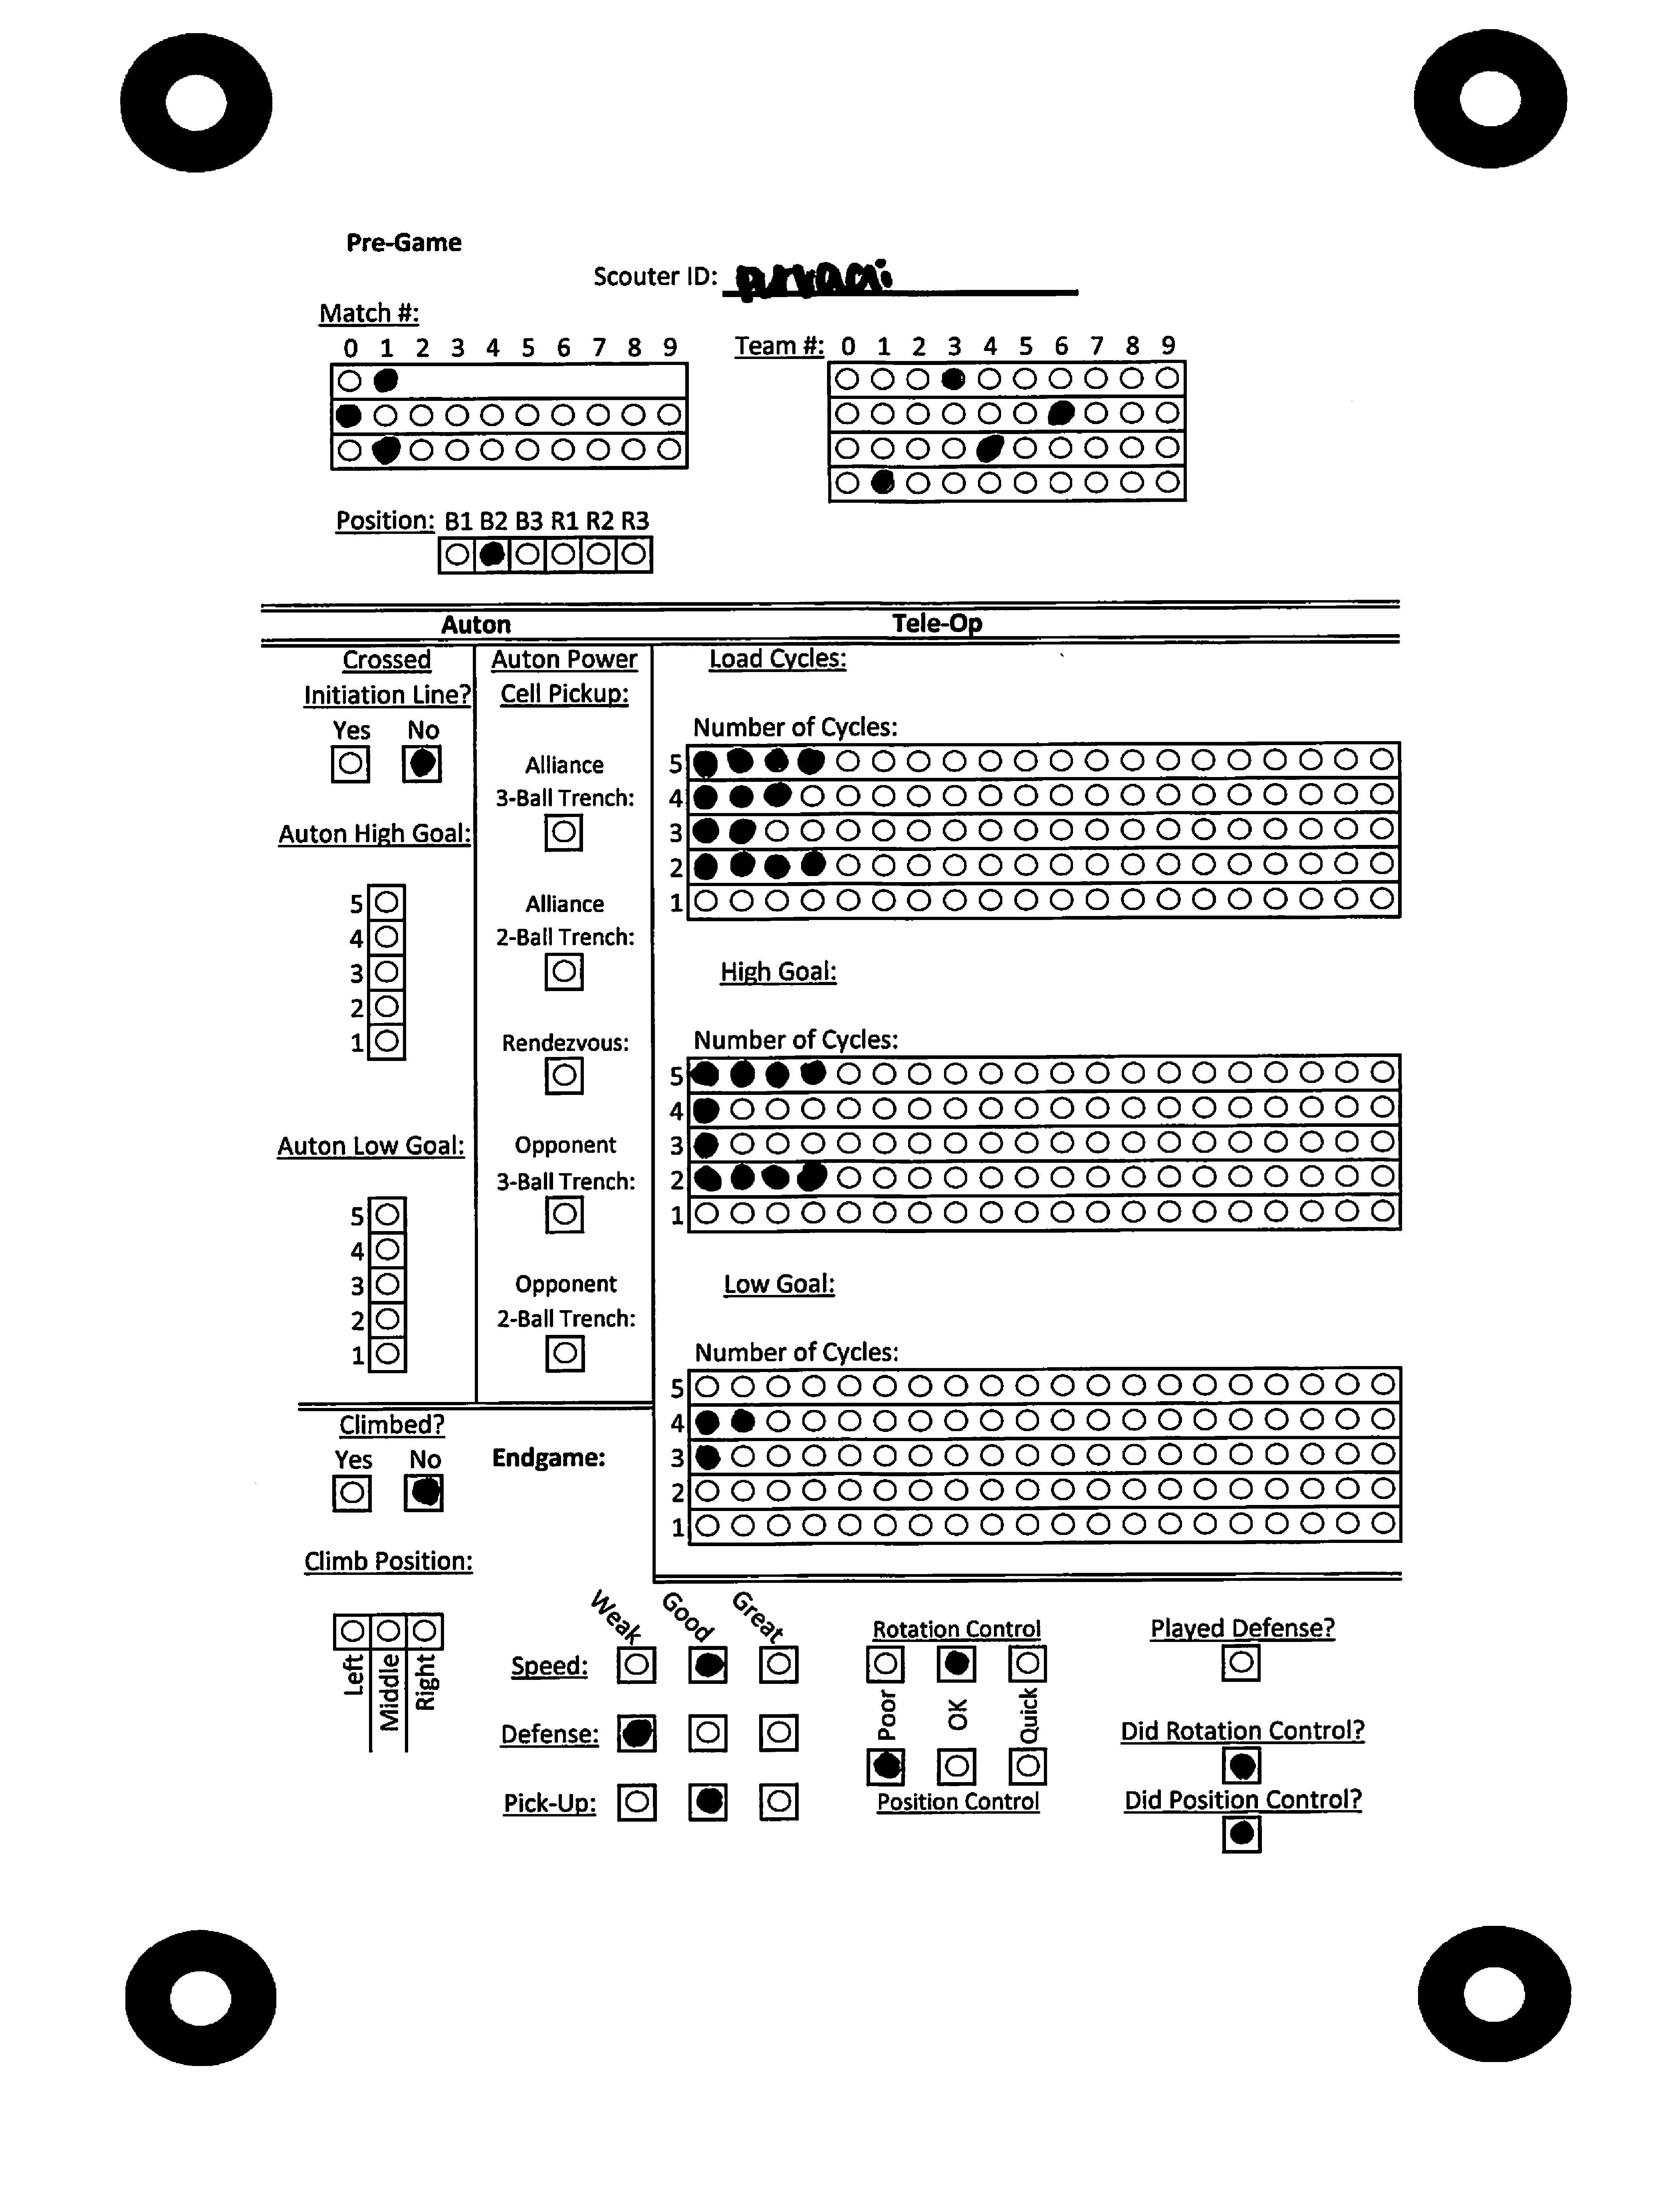 Pre-Game
Scouter ID:
Match #:
0 1 2 3 4 5 6 7 8 9
Team #: 0 1 2 3 4 5 6 7 8 9
Position: B1 B2 B3 R1 R2 R3
Auton
Tele-Op
Crossed
Initiation Line?
Yes No
Auton High Goal:
5
4
3
2
1
Auton Low Goal:
5
4
3
2
1
Auton Power
Cell Pickup:
Alliance
3-Ball Trench:
Alliance
2-Ball Trench:
Rendezvous:
Opponent
3-Ball Trench:
Opponent
2-Ball Trench:
Load Cycles:
Number of Cycles:
5
4
3
2
1
High Goal:
Number of Cycles:
5
4
3
2
1
Low Goal:
Number of Cycles:
5
4
3
2
1
Climbed?
Yes No
Endgame:
Climb Position:
Left
Middle
Right
Weak Good Great
Speed:
Defense:
Pick-Up:
Rotation Control
Poor OK Quick
Position Control
Played Defense?
Did Rotation Control?
Did Position Control?